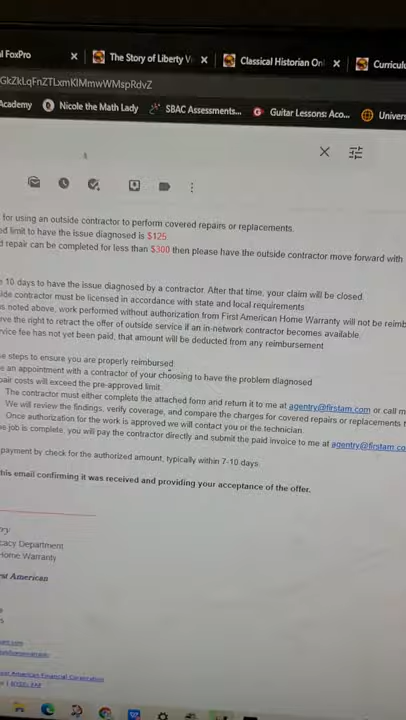 l FoxPro
The Story of Liberty V
Classical Historian Onl
Curricul
GkZkLqFnZTLxmKlMmwWMspRdvZ
Academy
Nicole the Math Lady
SBAC Assessments...
Guitar Lessons: Aco...
Univers
for using an outside contractor to perform covered repairs or replacements.
ed limit to have the issue diagnosed is $125
d repair can be completed for less than $300 then please have the outside contractor move forward with
e 10 days to have the issue diagnosed by a contractor. After that time, your claim will be closed.
ide contractor must be licensed in accordance with state and local requirements
s noted above, work performed without authorization from First American Home Warranty will not be reimb
rve the right to retract the offer of outside service if an in-network contractor becomes available.
rvice fee has not yet been paid, that amount will be deducted from any reimbursement
se steps to ensure you are properly reimbursed
e an appointment with a contractor of your choosing to have the problem diagnosed
pair costs will exceed the pre-approved limit.
The contractor must either complete the attached form and return it to me at agentry@firstam.com or call m
We will review the findings, verify coverage, and compare the charges for covered repairs or replacements
Once authorization for the work is approved we will contact you or the technician.
e job is complete, you will pay the contractor directly and submit the paid invoice to me at agentry@firstam.co
payment by check for the authorized amount, typically within 7-10 days
his email confirming it was received and providing your acceptance of the offer.
cacy Department
Home Warranty
rst American
American Financial Corporation